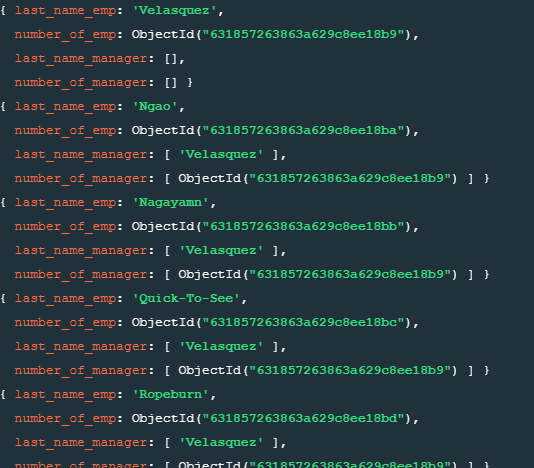 { last_name_emp: 'Velasquez',
number_of_emp: ObjectId("631857263863a629c8ee18b9"),
last_name_manager: [],
number_of_manager: [] }
{ last_name_emp: 'Ngao',
number_of_emp: ObjectId("631857263863a629c8ee18ba"),
last_name_manager: [ 'Velasquez' ],
number_of_manager: [ ObjectId("631857263863a629c8ee18b9") ] }
{ last_name_emp: 'Nagayamn',
number_of_emp: ObjectId("631857263863a629c8ee18bb"),
last_name_manager: [ 'Velasquez' ],
number_of_manager: [ ObjectId("631857263863a629c8ee18b9") ] }
{ last_name_emp: 'Quick-To-See',
number_of_emp: ObjectId("631857263863a629c8ee18bc"),
last_name_manager: [ 'Velasquez' ],
number_of_manager: [ ObjectId("631857263863a629c8ee18b9") ] }
{ last_name_emp: 'Ropeburn',
number_of_emp: ObjectId("631857263863a629c8ee18bd"),
last_name_manager: [ 'Velasquez' ],
number_of_manager: [ ObjectId("631857263863a629c8ee18b9") ] }